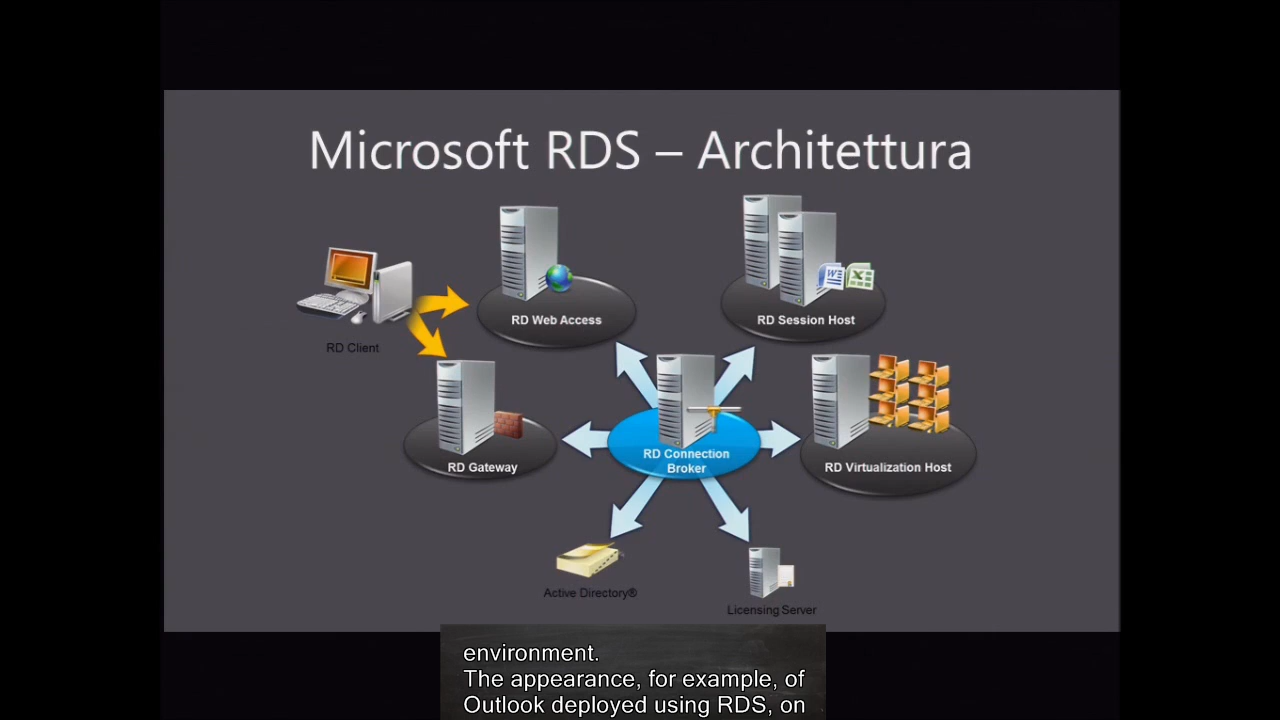 Microsoft RDS – Architettura
RD Client
RD Web Access
RD Session Host
RD Gateway
RD Connection
Broker
RD Virtualization Host
Active Directory®
Licensing Server
environment.
The appearance, for example, of
Outlook deployed using RDS, on